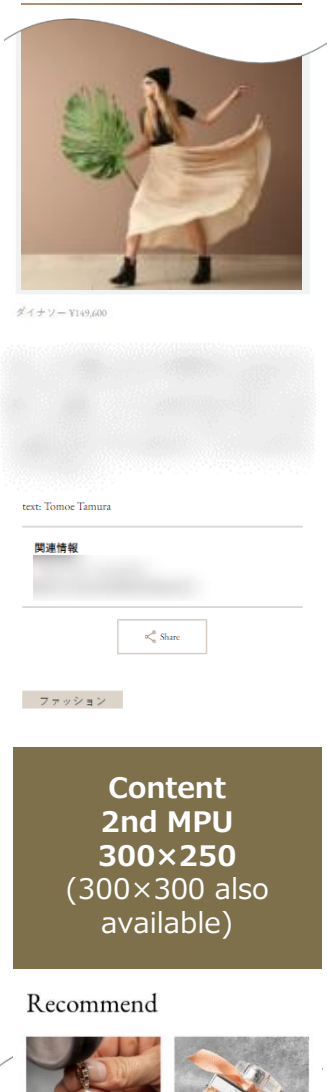 ダイナソー ¥149,600
text: Tomoe Tamura
関連情報
Share
ファッション
Content
2nd MPU
300×250
(300×300 also
available)
Recommend